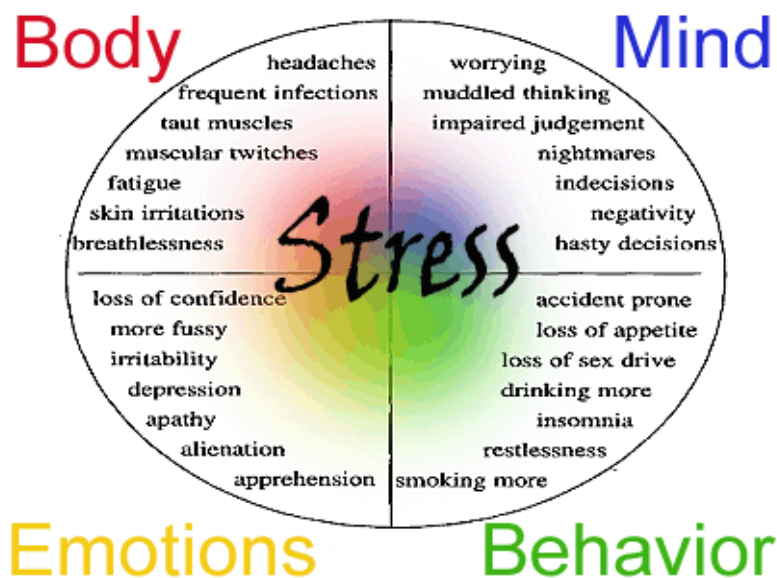 Body
headaches
frequent infections
taut muscles
muscular twitches
fatigue
skin irritations
breathlessness
Mind
worrying
muddled thinking
impaired judgement
nightmares
indecisions
negativity
hasty decisions
Stress
loss of confidence
more fussy
irritability
depression
apathy
alienation
apprehension
Emotions
accident prone
loss of appetite
loss of sex drive
drinking more
insomnia
restlessness
smoking more
Behavior